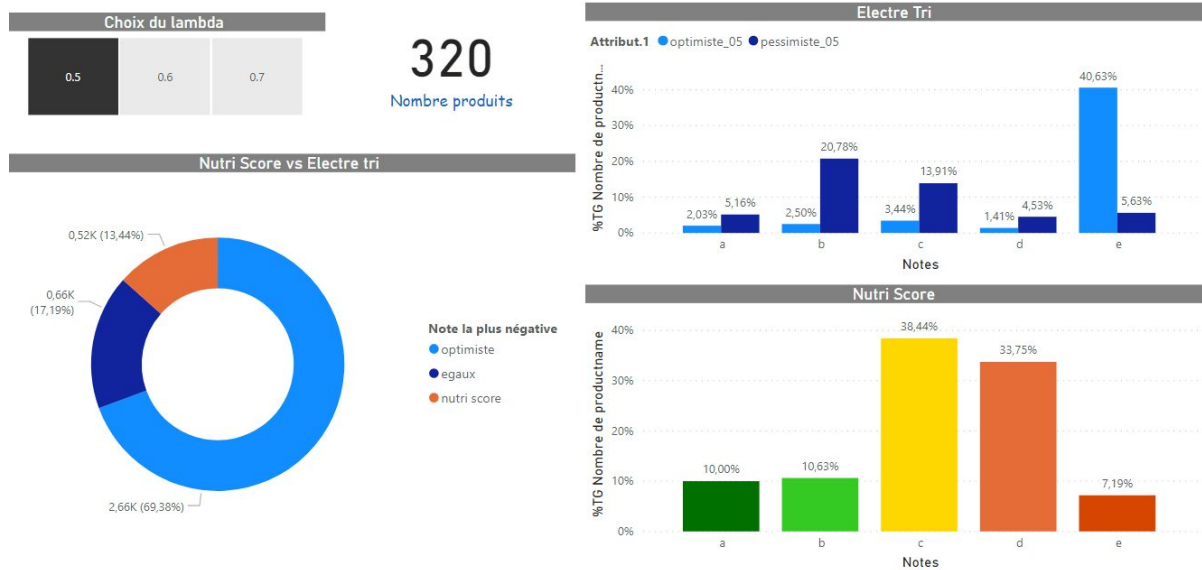 Choix du lambda
0.5
0.6
0.7
320
Nombre produits
Nutri Score vs Electre tri
0,52K (13,44%)
0,66K
(17,19%)
2,66K (69,38%)
Note la plus négative
optimiste
egaux
nutri score
Electre Tri
Attribut.1 optimiste_05 pessimiste_05
%TG Nombre de productn...
40%
30%
20%
10%
0%
2,03%
5,16%
2,50%
20,78%
3,44%
13,91%
1,41%
4,53%
40,63%
5,63%
a
b
c
d
e
Notes
Nutri Score
%TG Nombre de productname
40%
30%
20%
10%
0%
10,00%
10,63%
38,44%
33,75%
7,19%
a
b
c
d
e
Notes